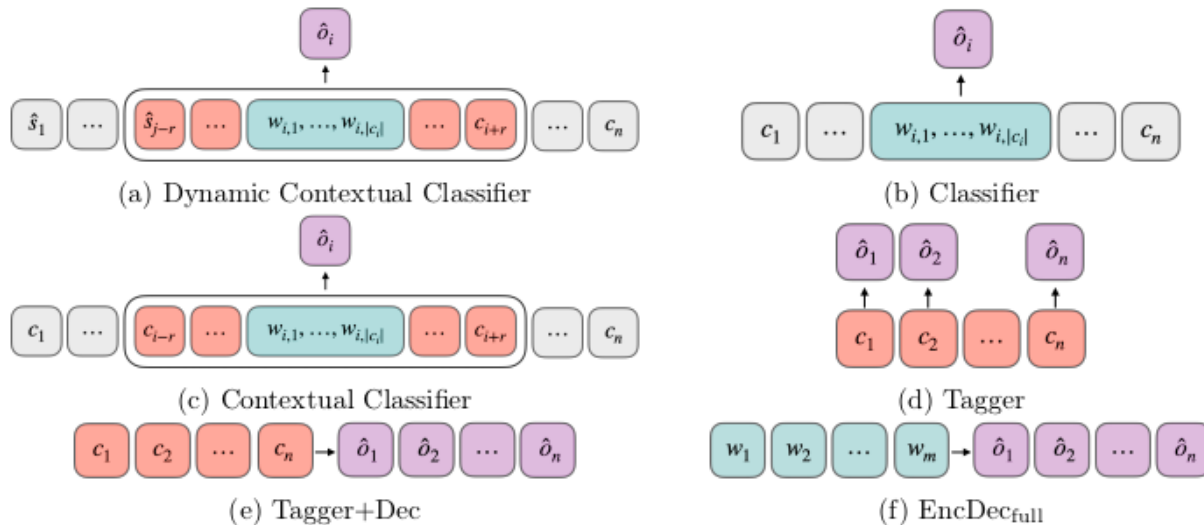 ô_i ô_i
ŝ_1 ... ŝ_{j−r} ... w_{i,1}, ..., w_{i,|c_i|} ... c_{i+r} ... c_n
c_1 ... w_{i,1}, ..., w_{i,|c_i|} ... c_n
(a) Dynamic Contextual Classifier
(b) Classifier
ô_i
c_1 ... c_{i−r} ... w_{i,1}, ..., w_{i,|c_i|} ... c_{i+r} ... c_n
(c) Contextual Classifier
ô_1 ô_2 ô_n
c_1 c_2 ... c_n
(d) Tagger
c_1 c_2 ... c_n → ô_1 ô_2 ... ô_n
(e) Tagger+Dec
w_1 w_2 ... w_m → ô_1 ô_2 ... ô_n
(f) EncDec_full